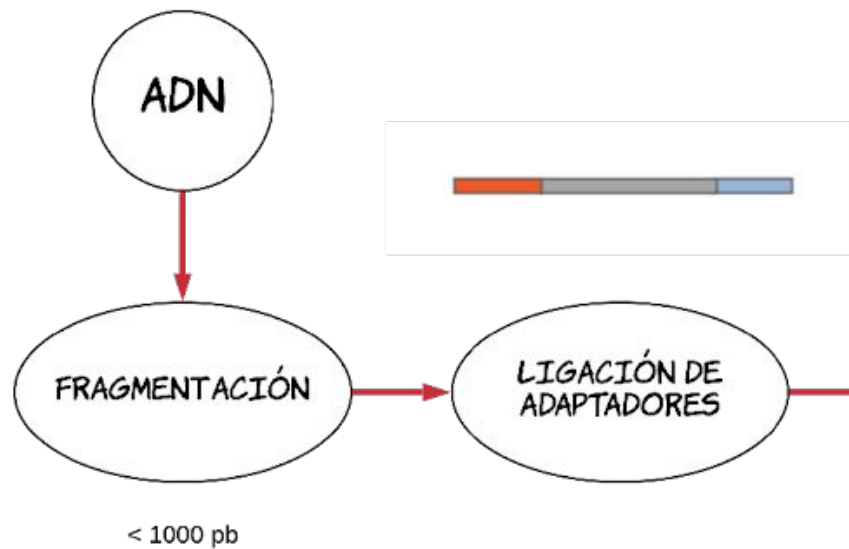 ADN
FRAGMENTACIÓN
LIGACIÓN DE
ADAPTADORES
< 1000 pb